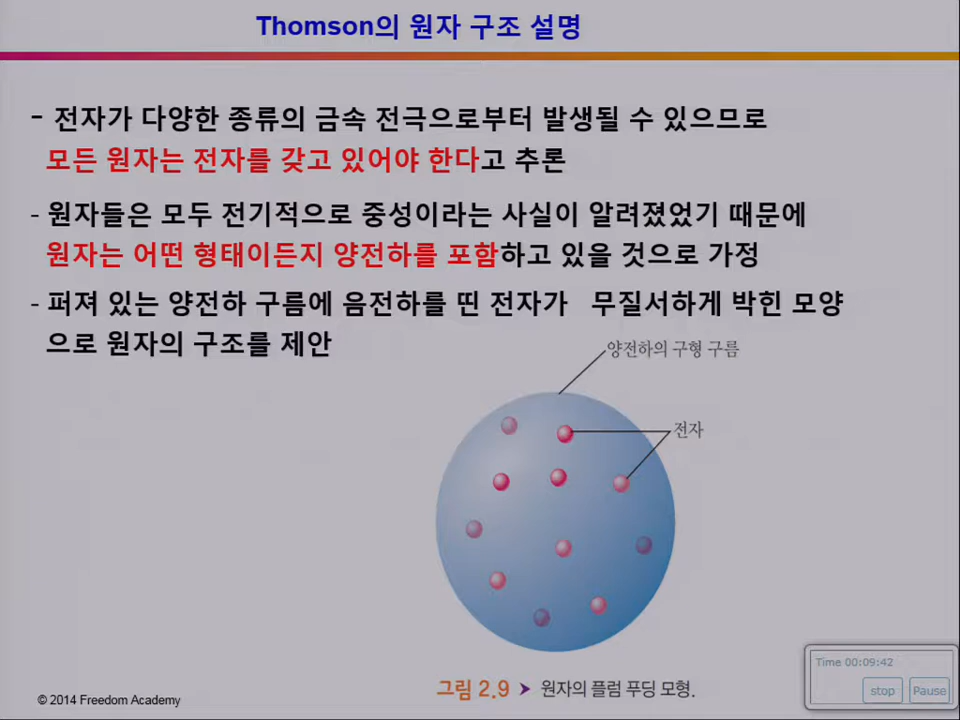 Thomson의 원자 구조 설명
- 전자가 다양한 종류의 금속 전극으로부터 발생될 수 있으므로
모든 원자는 전자를 갖고 있어야 한다고 추론
- 원자들은 모두 전기적으로 중성이라는 사실이 알려졌었기 때문에
원자는 어떤 형태이든지 양전하를 포함하고 있을 것으로 가정
- 퍼져 있는 양전하 구름에 음전하를 띤 전자가 무질서하게 박힌 모양
으로 원자의 구조를 제안
양전하의 구형 구름
전자
그림 2.9 ➤ 원자의 플럼 푸딩 모형.
© 2014 Freedom Academy
Time 00:09:42
stop
Pause